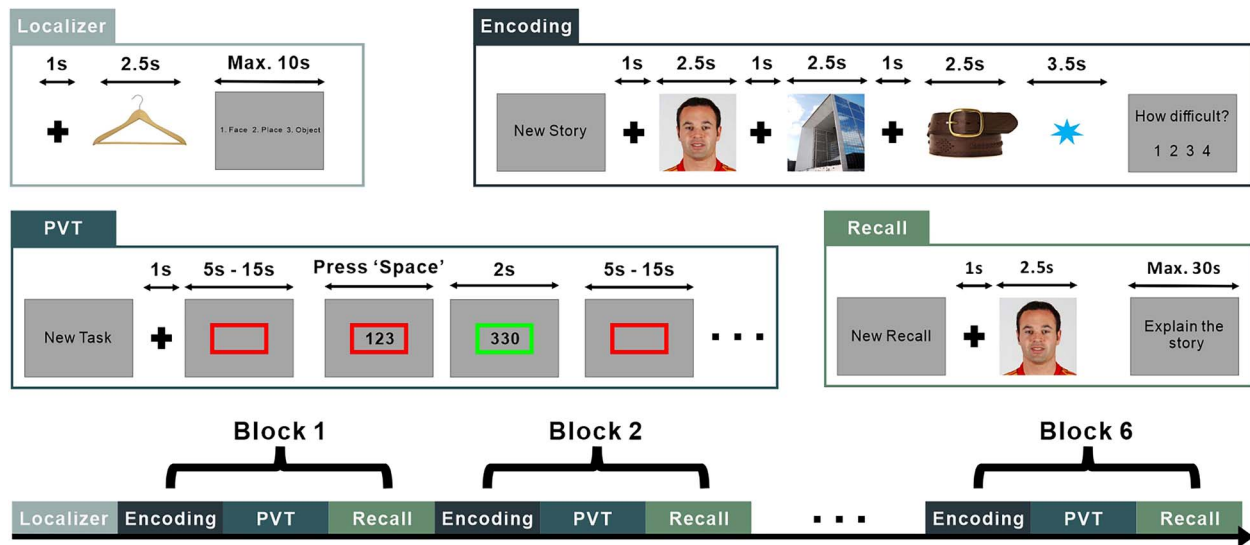 Localizer
1s 2.5s Max. 10s
1. Face 2. Place 3. Object
Encoding
1s 2.5s 1s 2.5s 1s 2.5s 3.5s
New Story
How difficult?
1 2 3 4
PVT
1s 5s - 15s Press ‘Space’ 2s 5s - 15s
New Task 123 330 . . .
Recall
1s 2.5s Max. 30s
New Recall
Explain the
story
Block 1 Block 2 Block 6
Localizer Encoding PVT Recall Encoding PVT Recall . . . Encoding PVT Recall